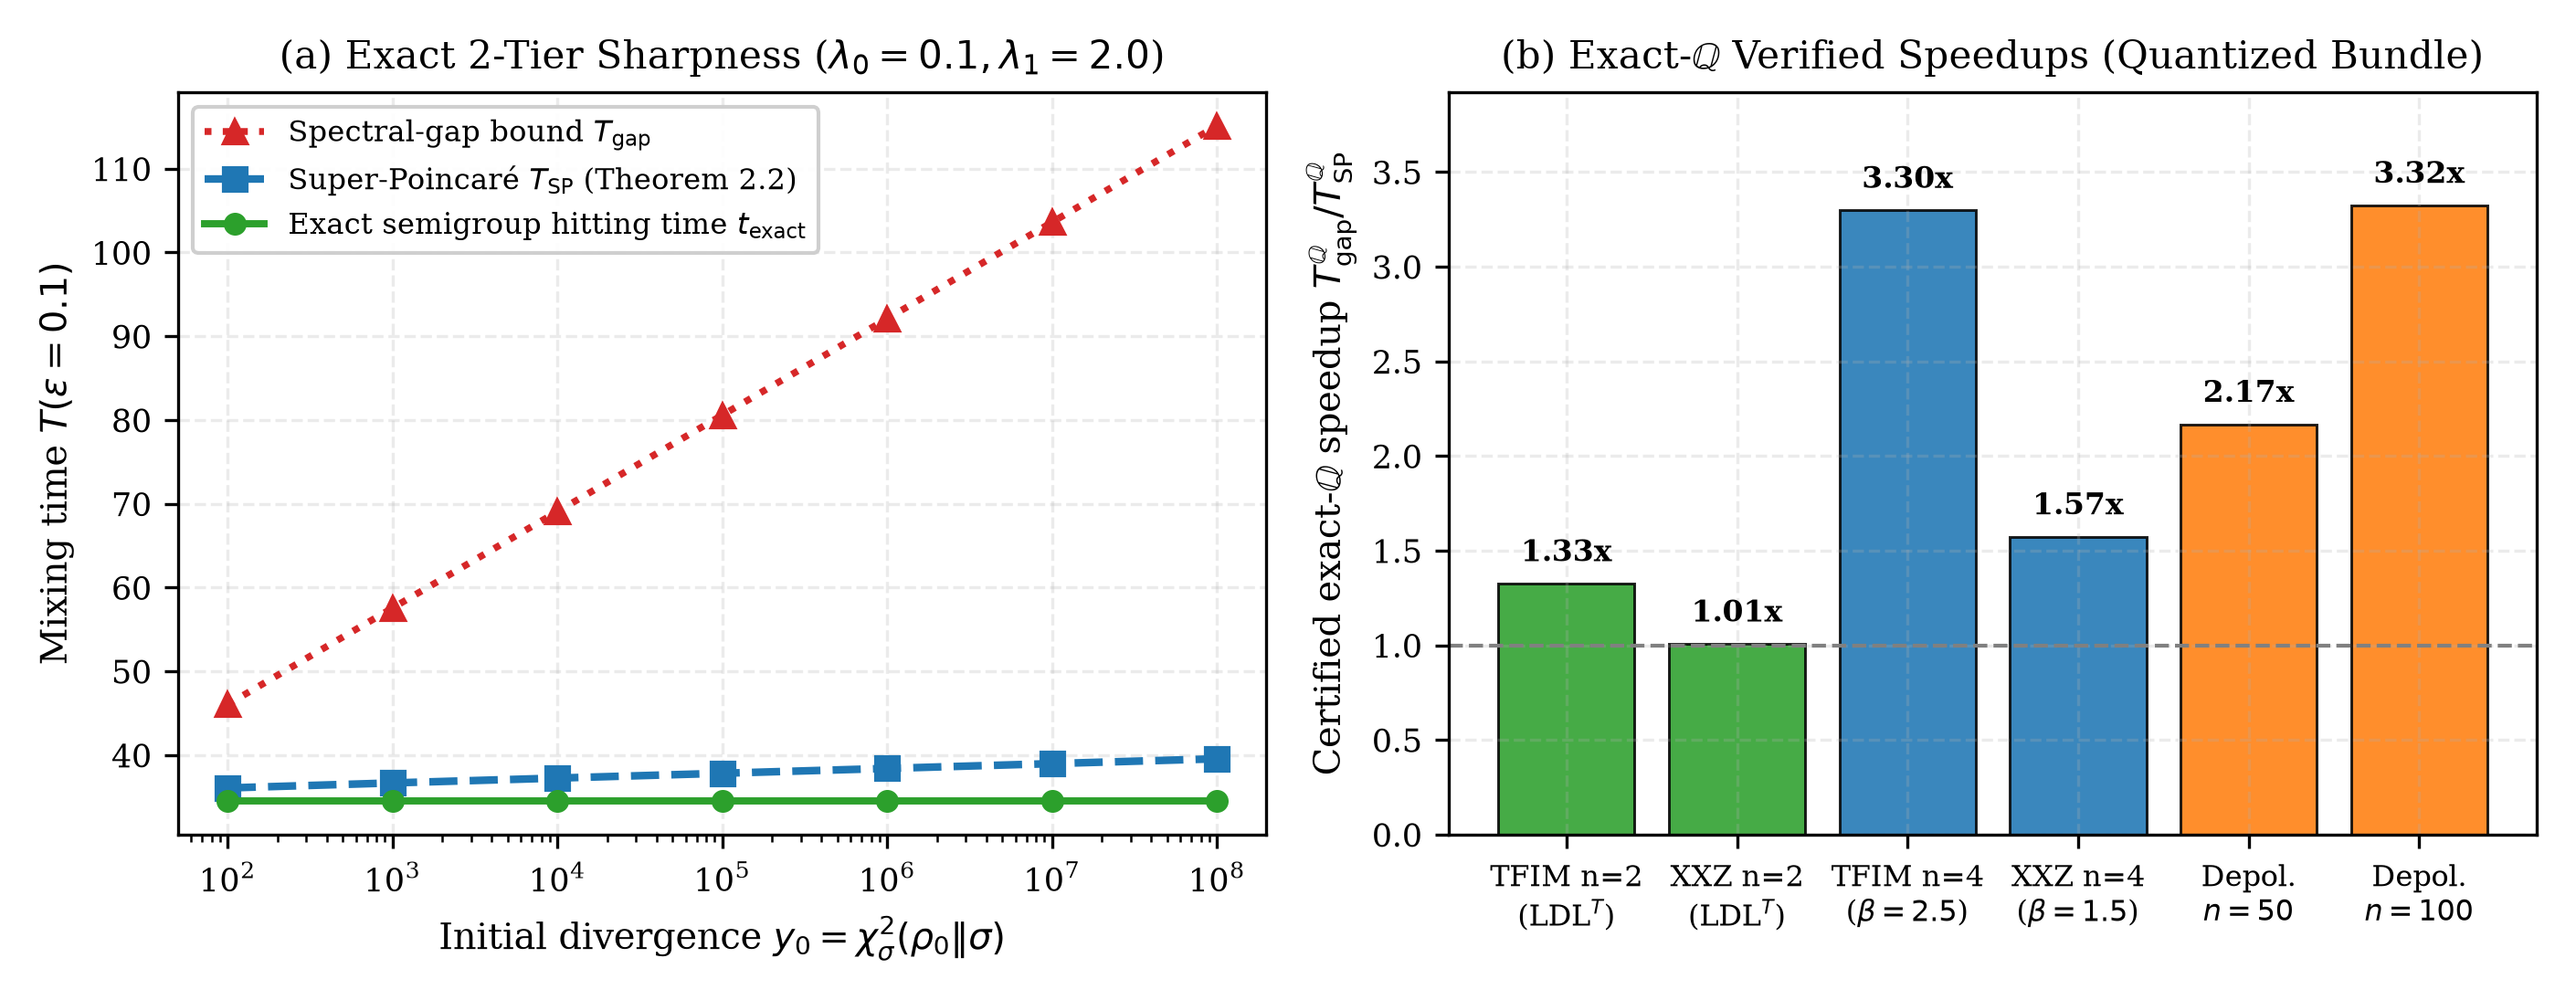 (a) Exact 2-Tier Sharpness (λ₀ = 0.1, λ₁ = 2.0)
Spectral-gap bound T_gap
Super-Poincaré T_SP (Theorem 2.2)
Exact semigroup hitting time t_exact
Mixing time T(ε = 0.1)
110
100
90
80
70
60
50
40
10²
10³
10⁴
10⁵
10⁶
10⁷
10⁸
Initial divergence y₀ = χ²_σ(ρ₀‖σ)
(b) Exact-ℚ Verified Speedups (Quantized Bundle)
Certified exact-ℚ speedup T^ℚ_gap/T^ℚ_SP
3.5
3.0
2.5
2.0
1.5
1.0
0.5
0.0
1.33x
1.01x
3.30x
1.57x
2.17x
3.32x
TFIM n=2
(LDLᵀ)
XXZ n=2
(LDLᵀ)
TFIM n=4
(β = 2.5)
XXZ n=4
(β = 1.5)
Depol.
n = 50
Depol.
n = 100